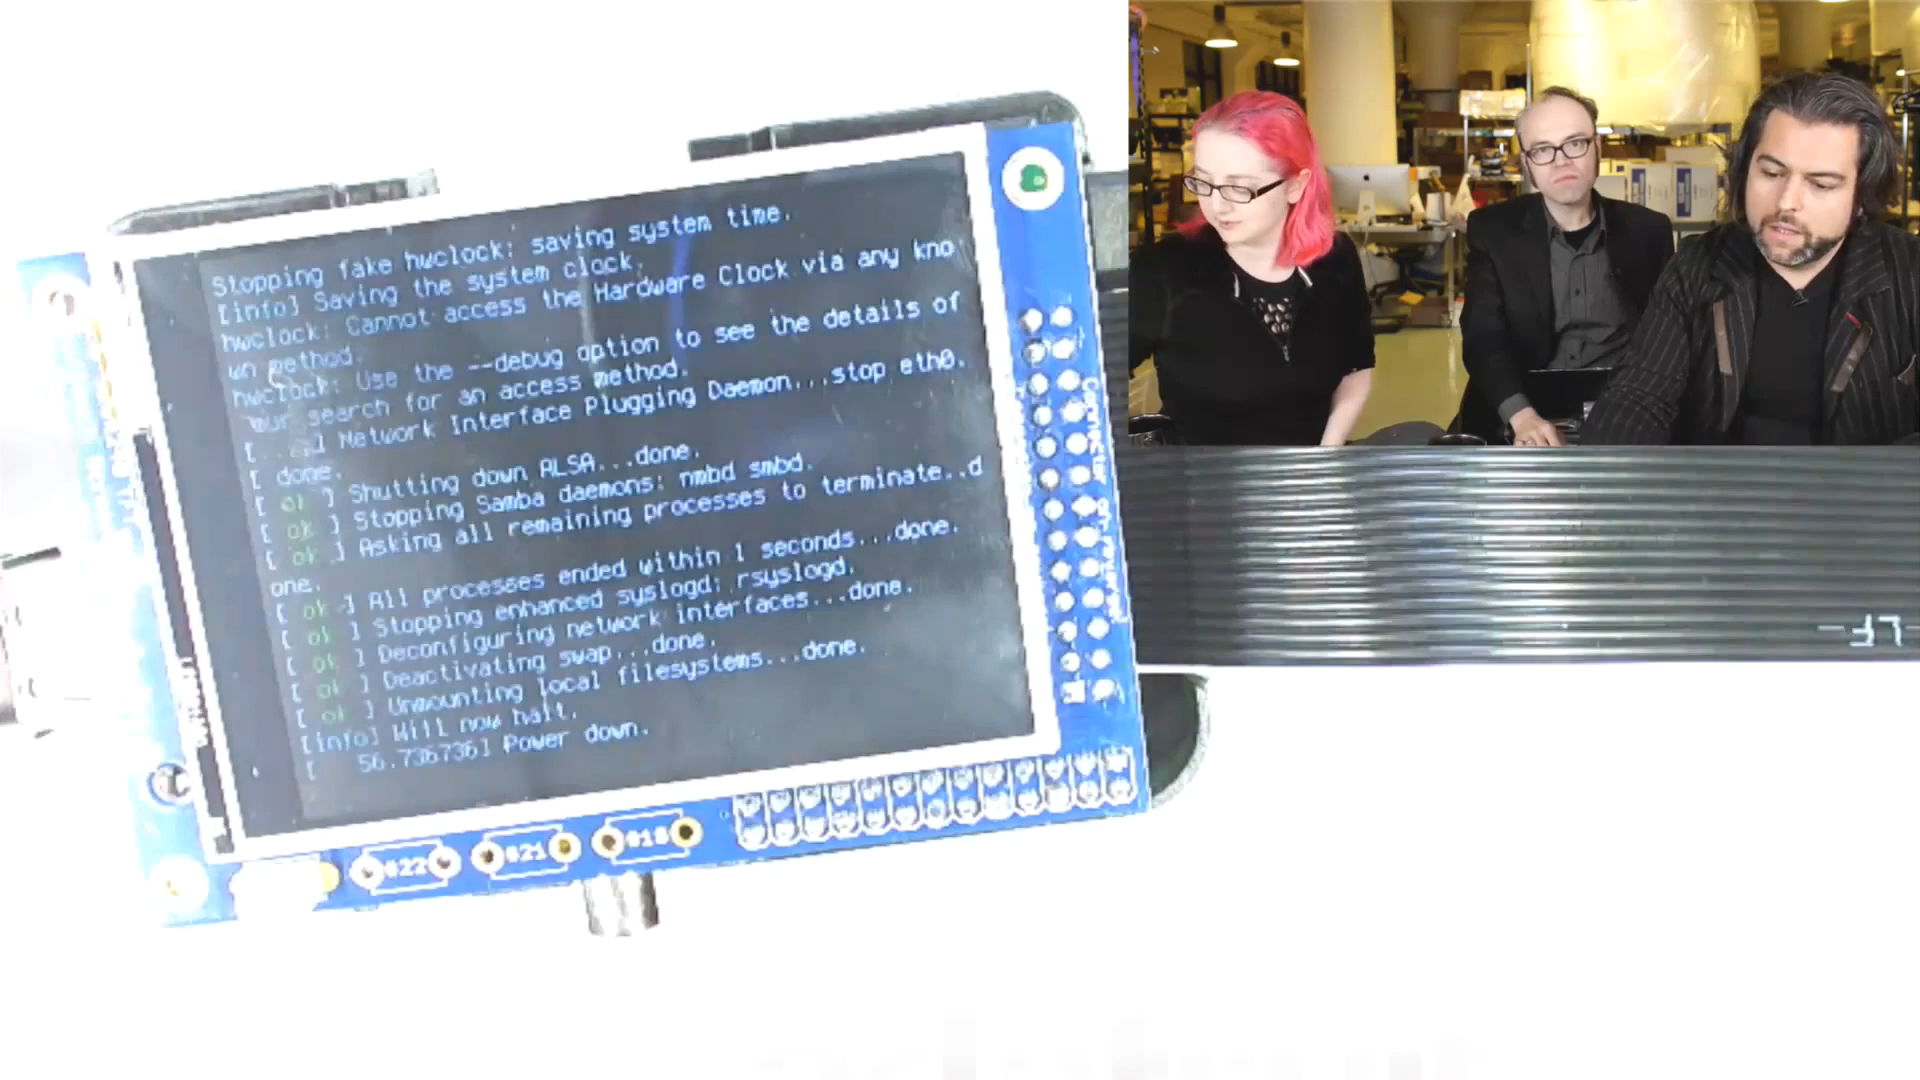 Stopping fake hwclock: saving system time.
[info] Saving the system clock.
hwclock: Cannot access the Hardware Clock via any kno
wn method.
hwclock: Use the --debug option to see the details of
our search for an access method.
[ ] Network Interface Plugging Daemon...stop eth0.
[ done.
[ ok ] Shutting down ALSA...done.
[ ok ] Stopping Samba daemons: nmbd smbd.
[ ok ] Asking all remaining processes to terminate..d
one.
[ ok ] All processes ended within 1 seconds...done.
[ ok ] Stopping enhanced syslogd: rsyslogd.
[ ok ] Deconfiguring network interfaces...done.
[ ok ] Deactivating swap...done.
[ ok ] Unmounting local filesystems...done.
[info] Will now halt.
[ 56.736736] Power down.
#22
#21
#18
-LF-